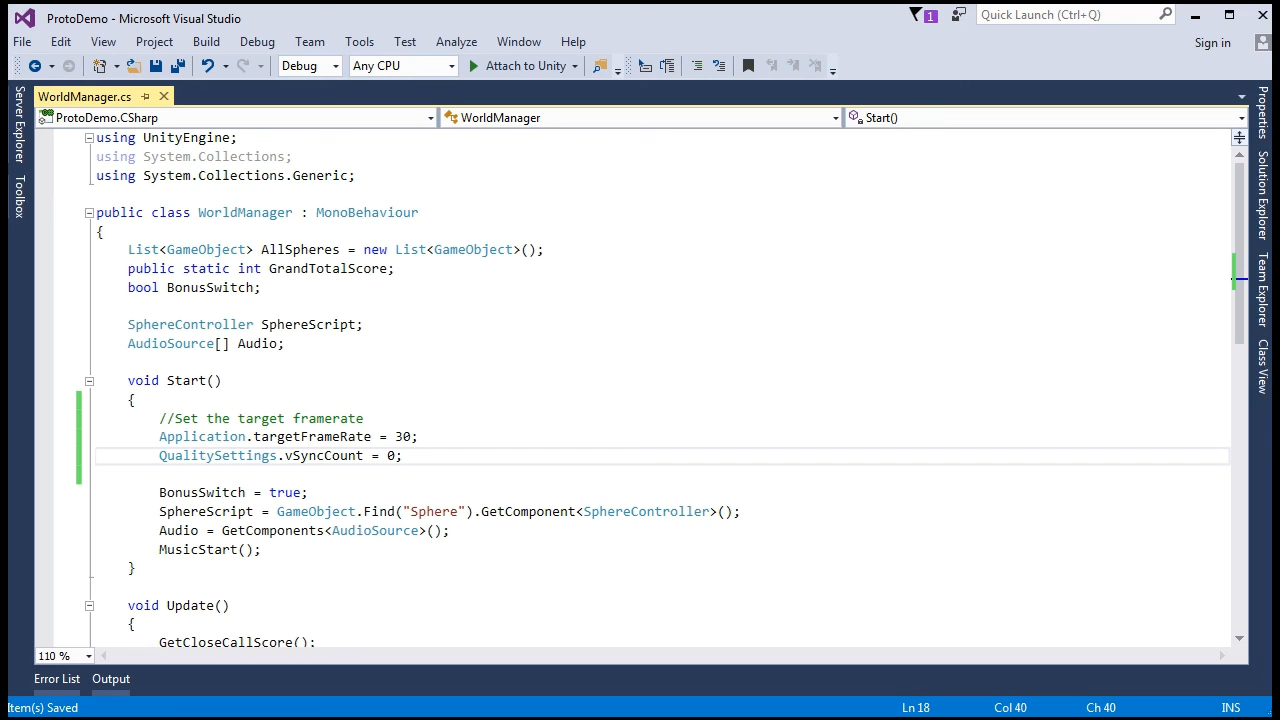 ProtoDemo - Microsoft Visual Studio
1
Quick Launch (Ctrl+Q)
File Edit View Project Build Debug Team Tools Test Analyze Window Help
Sign in
Debug Any CPU Attach to Unity
Server Explorer
Toolbox
WorldManager.cs
ProtoDemo.CSharp WorldManager Start()
using UnityEngine;
using System.Collections;
using System.Collections.Generic;
public class WorldManager : MonoBehaviour
{
List<GameObject> AllSpheres = new List<GameObject>();
public static int GrandTotalScore;
bool BonusSwitch;
SphereController SphereScript;
AudioSource[] Audio;
void Start()
{
//Set the target framerate
Application.targetFrameRate = 30;
QualitySettings.vSyncCount = 0;
BonusSwitch = true;
SphereScript = GameObject.Find("Sphere").GetComponent<SphereController>();
Audio = GetComponents<AudioSource>();
MusicStart();
}
void Update()
{
GetCloseCallScore();
Properties
Solution Explorer
Team Explorer
Class View
110 %
Error List Output
Item(s) Saved Ln 18 Col 40 Ch 40 INS